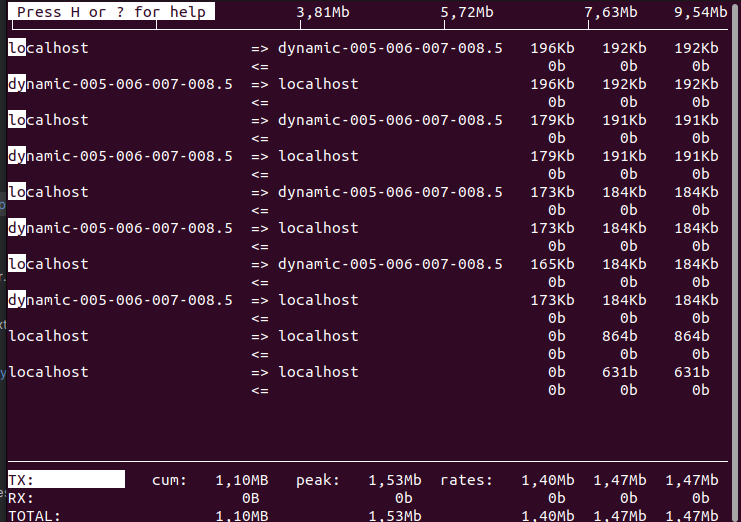 Press H or ? for help 3,81Mb 5,72Mb 7,63Mb 9,54Mb
localhost => dynamic-005-006-007-008.5 196Kb 192Kb 192Kb
<= 0b 0b 0b
dynamic-005-006-007-008.5 => localhost 196Kb 192Kb 192Kb
<= 0b 0b 0b
localhost => dynamic-005-006-007-008.5 179Kb 191Kb 191Kb
<= 0b 0b 0b
dynamic-005-006-007-008.5 => localhost 179Kb 191Kb 191Kb
<= 0b 0b 0b
localhost => dynamic-005-006-007-008.5 173Kb 184Kb 184Kb
<= 0b 0b 0b
dynamic-005-006-007-008.5 => localhost 173Kb 184Kb 184Kb
<= 0b 0b 0b
localhost => dynamic-005-006-007-008.5 165Kb 184Kb 184Kb
<= 0b 0b 0b
dynamic-005-006-007-008.5 => localhost 173Kb 184Kb 184Kb
<= 0b 0b 0b
localhost => localhost 0b 864b 864b
<= 0b 0b 0b
localhost => localhost 0b 631b 631b
<= 0b 0b 0b
TX: cum: 1,10MB peak: 1,53Mb rates: 1,40Mb 1,47Mb 1,47Mb
RX: 0B 0b 0b 0b 0b
TOTAL: 1,10MB 1,53Mb 1,40Mb 1,47Mb 1,47Mb